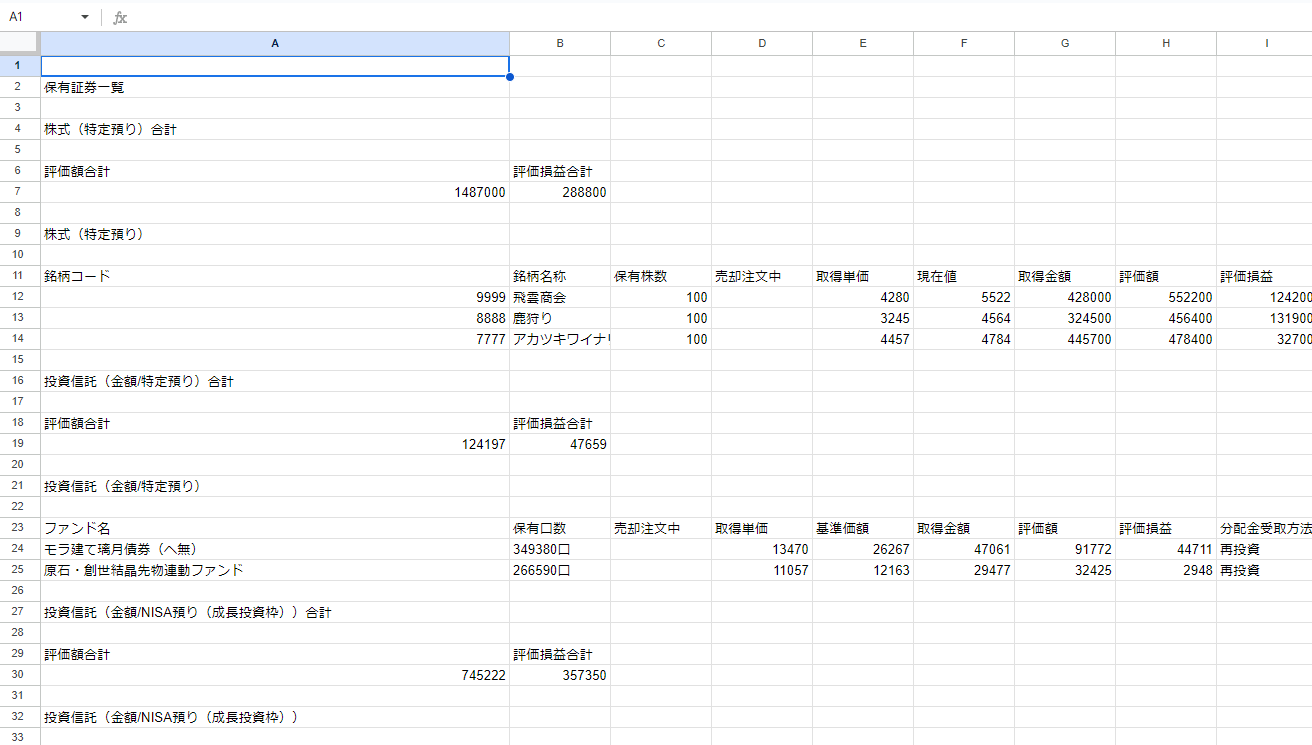 A1 fx
A B C D E F G H I
1
2 保有証券一覧
3
4 株式（特定預り）合計
5
6 評価額合計 評価損益合計
7 1487000 288800
8
9 株式（特定預り）
10
11 銘柄コード 銘柄名称 保有株数 売却注文中 取得単価 現在値 取得金額 評価額 評価損益
12 9999 飛雲商会 100 4280 5522 428000 552200 124200
13 8888 鹿狩り 100 3245 4564 324500 456400 131900
14 7777 アカツキワイナリ 100 4457 4784 445700 478400 32700
15
16 投資信託（金額/特定預り）合計
17
18 評価額合計 評価損益合計
19 124197 47659
20
21 投資信託（金額/特定預り）
22
23 ファンド名 保有口数 売却注文中 取得単価 基準価額 取得金額 評価額 評価損益 分配金受取方法
24 モラ建て璃月債券（ヘ無） 349380口 13470 26267 47061 91772 44711 再投資
25 原石・創世結晶先物連動ファンド 266590口 11057 12163 29477 32425 2948 再投資
26
27 投資信託（金額/NISA預り（成長投資枠））合計
28
29 評価額合計 評価損益合計
30 745222 357350
31
32 投資信託（金額/NISA預り（成長投資枠））
33